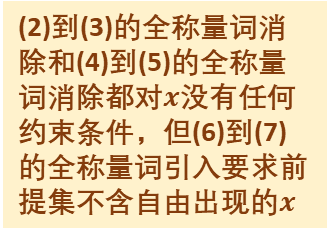 (2)到(3)的全称量词消
除和(4)到(5)的全称量
词消除都对x没有任何
约束条件，但(6)到(7)
的全称量词引入要求前
提集不含自由出现的x